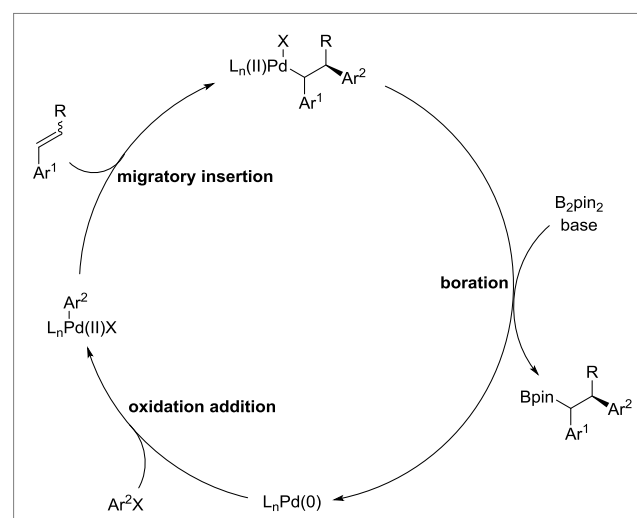 X
R
Lₙ(II)Pd
Ar²
Ar¹
R
Ar¹
migratory insertion
B₂pin₂
base
boration
Ar²
LₙPd(II)X
R
Bpin
Ar²
Ar¹
oxidation addition
Ar²X
LₙPd(0)